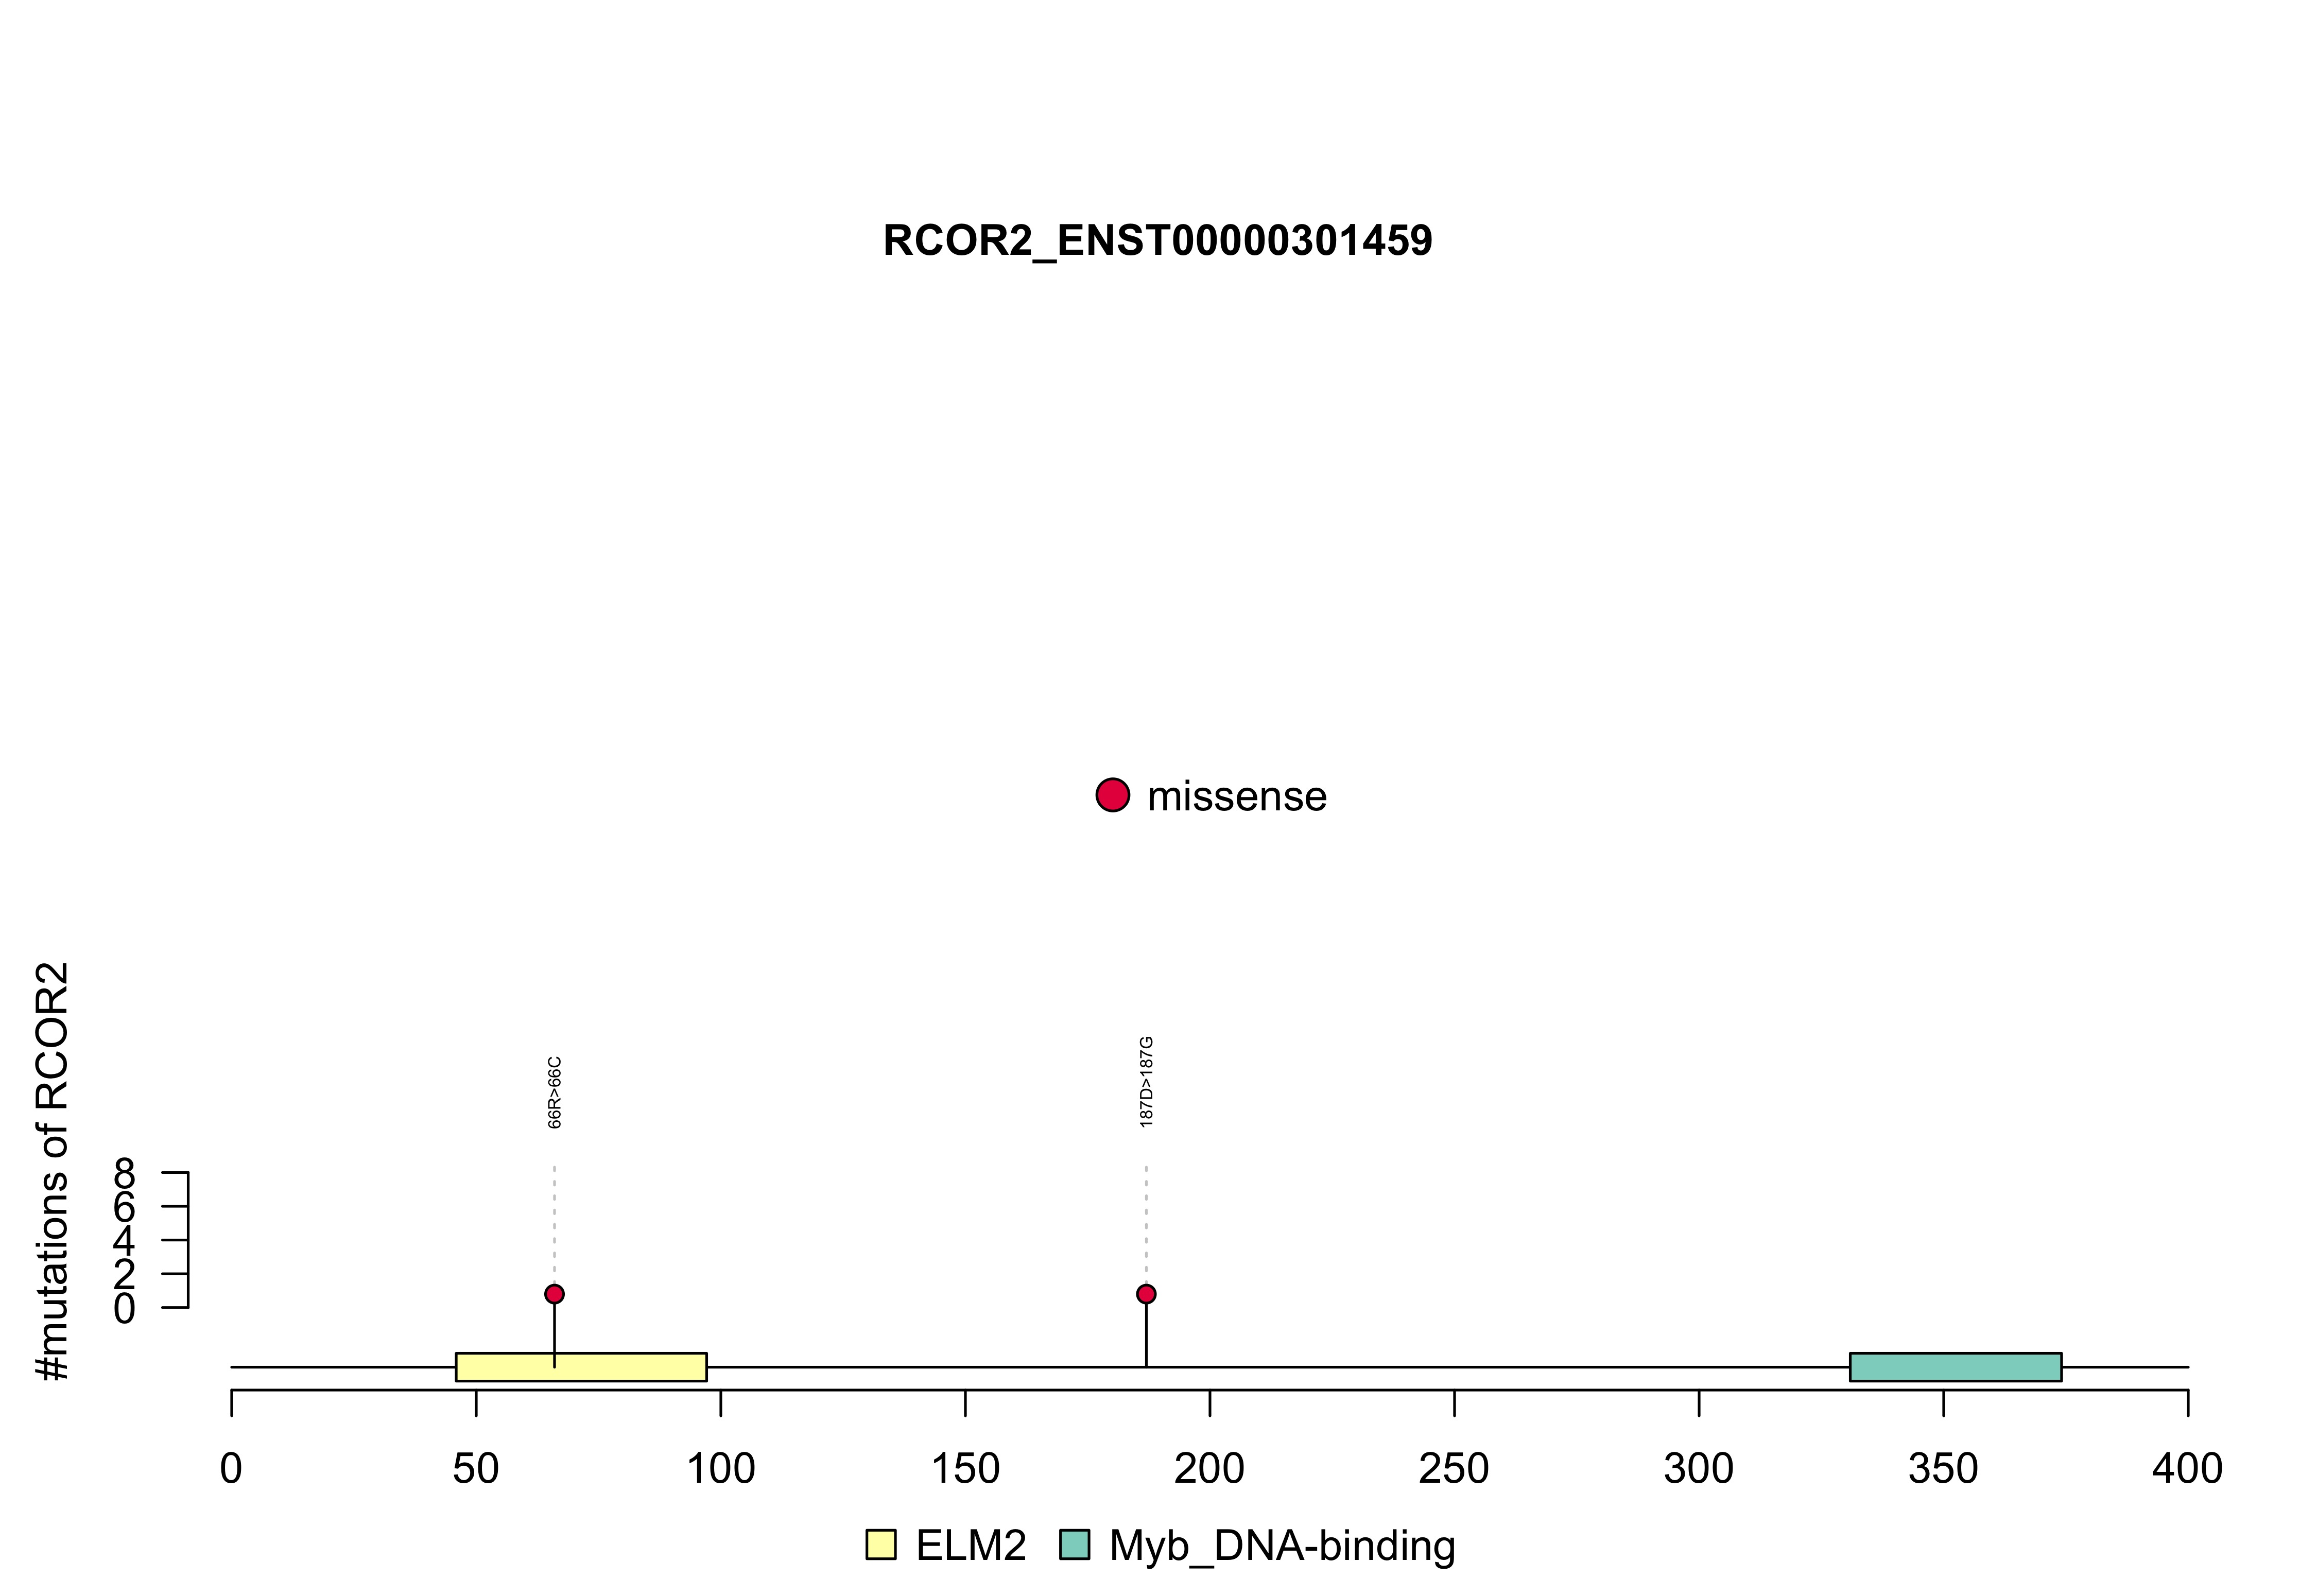 RCOR2_ENST00000301459
missense
#mutations of RCOR2
66R>66C
187D>187G
8
6
4
2
0
0 50 100 150 200 250 300 350 400
ELM2 Myb_DNA-binding